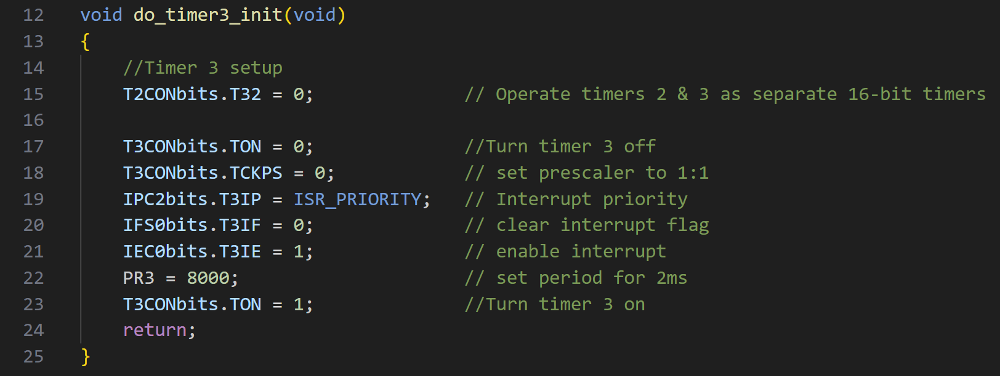 12 void do_timer3_init(void)
13 {
14 //Timer 3 setup
15 T2CONbits.T32 = 0; // Operate timers 2 & 3 as separate 16-bit timers
16
17 T3CONbits.TON = 0; //Turn timer 3 off
18 T3CONbits.TCKPS = 0; // set prescaler to 1:1
19 IPC2bits.T3IP = ISR_PRIORITY; // Interrupt priority
20 IFS0bits.T3IF = 0; // clear interrupt flag
21 IEC0bits.T3IE = 1; // enable interrupt
22 PR3 = 8000; // set period for 2ms
23 T3CONbits.TON = 1; //Turn timer 3 on
24 return;
25 }